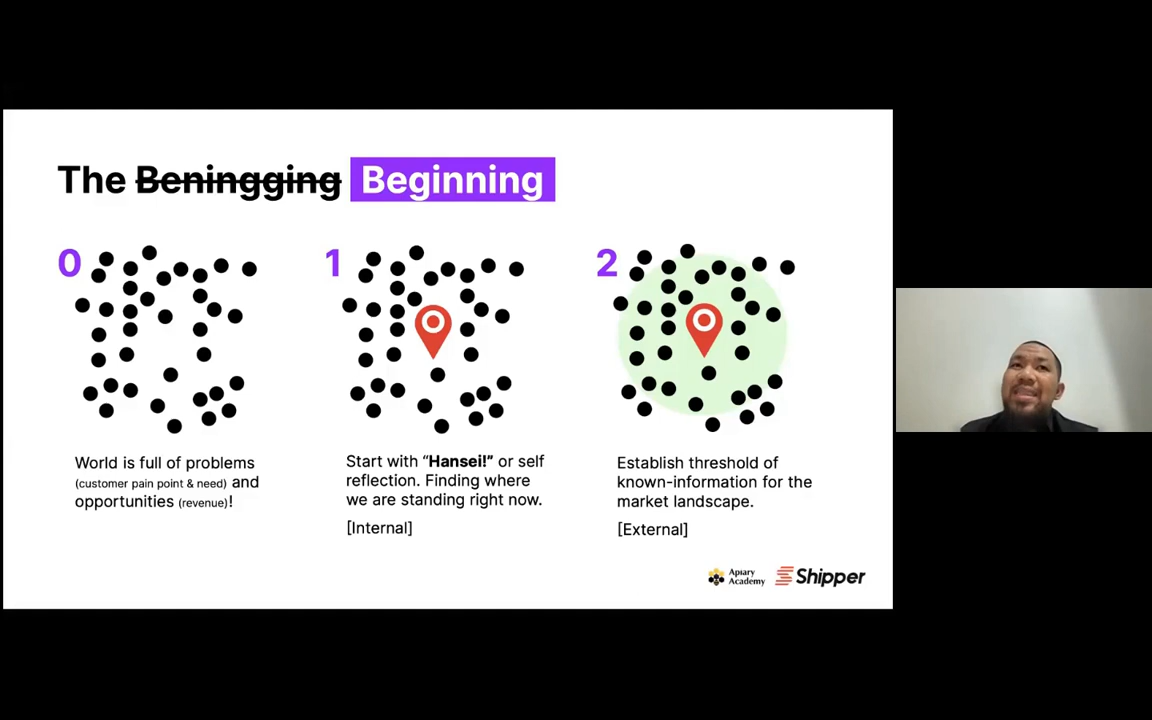 The Beningging Beginning
0
1
2
World is full of problems
(customer pain point & need) and
opportunities (revenue)!
Start with “Hansei!” or self
reflection. Finding where
we are standing right now.
[Internal]
Establish threshold of
known-information for the
market landscape.
[External]
Apiary
Academy
Shipper